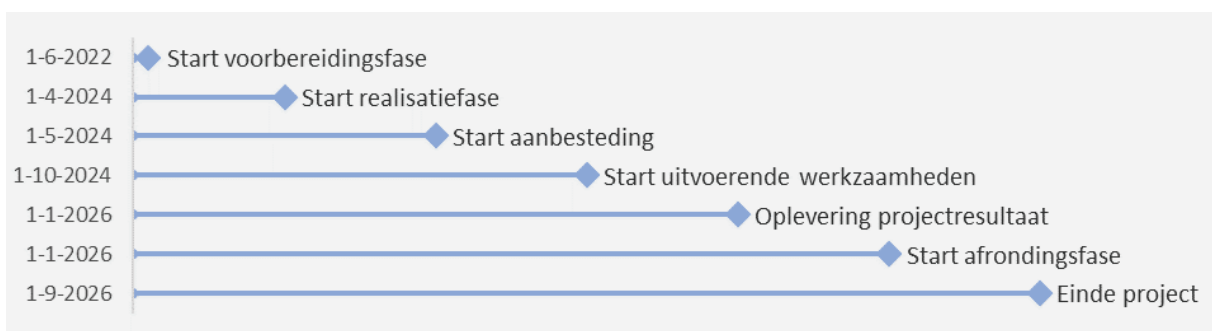 1-6-2022 Start voorbereidingsfase
1-4-2024 Start realisatiefase
1-5-2024 Start aanbesteding
1-10-2024 Start uitvoerende werkzaamheden
1-1-2026 Oplevering projectresultaat
1-1-2026 Start afrondingsfase
1-9-2026 Einde project